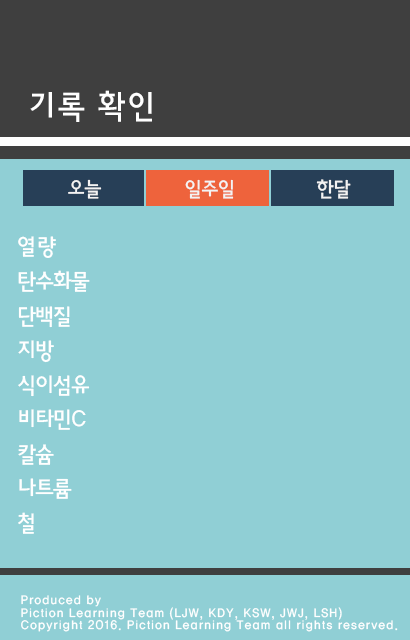 기록 확인
오늘 일주일 한달
열량
탄수화물
단백질
지방
식이섬유
비타민C
칼슘
나트륨
철
Produced by
Piction Learning Team (LJW, KDY, KSW, JWJ, LSH)
Copyright 2016. Piction Learning Team all rights reserved.